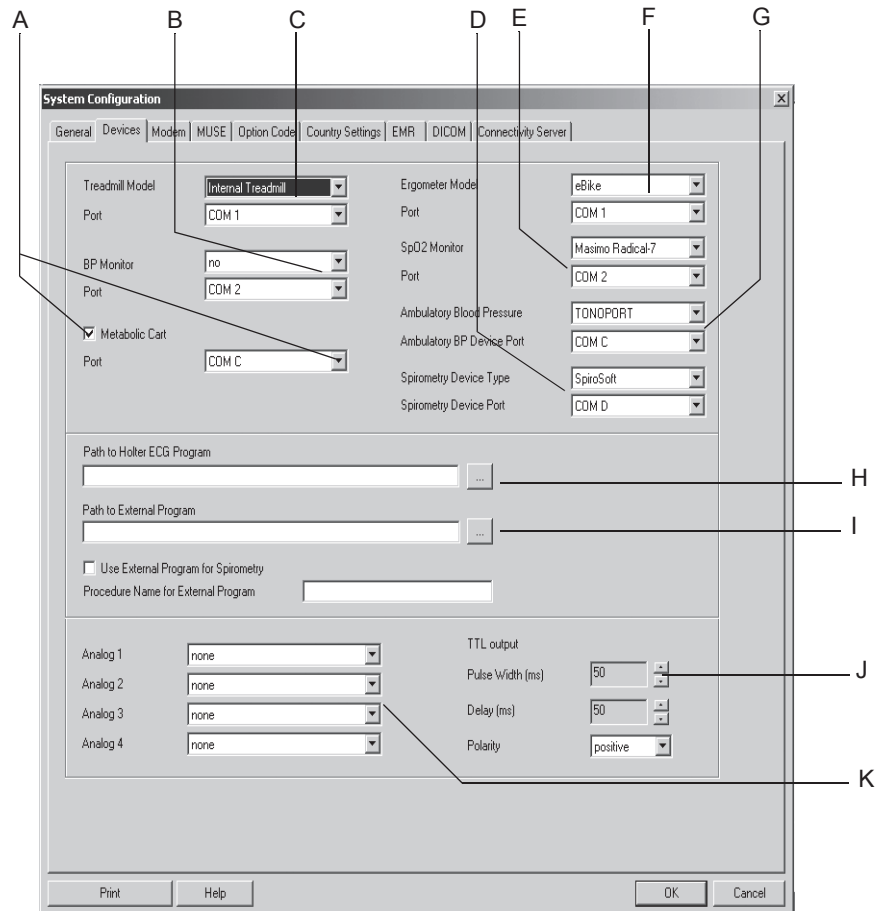 A B C D E F G
System Configuration
General Devices Modem MUSE Option Code Country Settings EMR DICOM Connectivity Server
Treadmill Model Internal Treadmill
Port COM 1
BP Monitor no
Port COM 2
Metabolic Cart
Port COM C
Ergometer Model eBike
Port COM 1
SpO2 Monitor Masimo Radical-7
Port COM 2
Ambulatory Blood Pressure TONOPORT
Ambulatory BP Device Port COM C
Spirometry Device Type SpiroSoft
Spirometry Device Port COM D
Path to Holter ECG Program
... H
Path to External Program
... I
Use External Program for Spirometry
Procedure Name for External Program
Analog 1 none
Analog 2 none
Analog 3 none
Analog 4 none
TTL output
Pulse Width (ms) 50 J
Delay (ms) 50
Polarity positive
K
Print Help OK Cancel